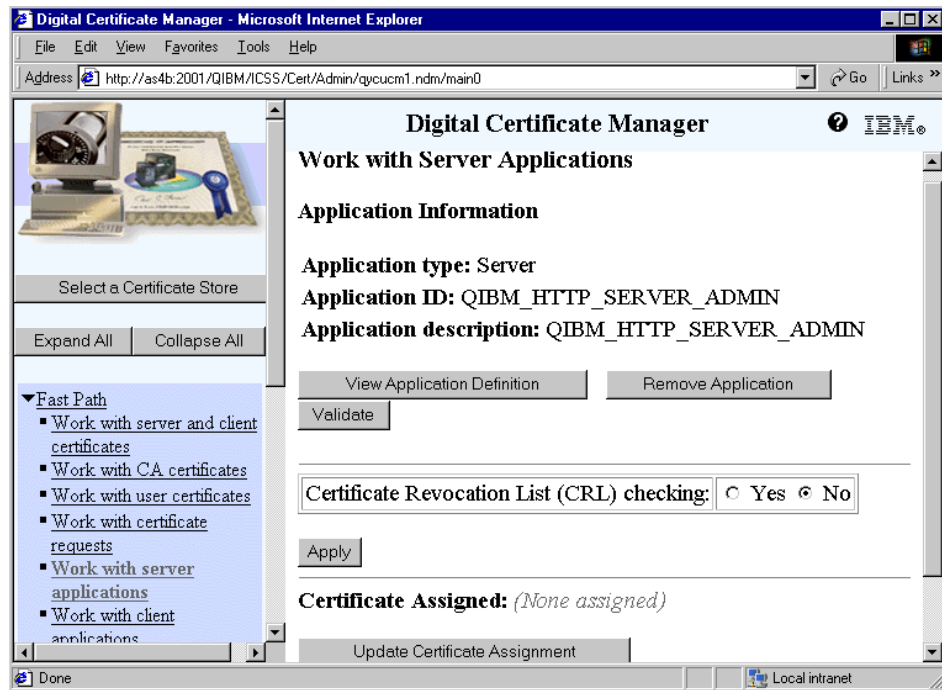 Digital Certificate Manager - Microsoft Internet Explorer
File Edit View Favorites Tools Help
Address http://as4b:2001/QIBM/ICSS/Cert/Admin/qycucm1.ndm/main0 Go Links »
Digital Certificate Manager ? IBM®
Select a Certificate Store
Expand All Collapse All
Fast Path
Work with server and client
certificates
Work with CA certificates
Work with user certificates
Work with certificate
requests
Work with server
applications
Work with client
applications
Work with Server Applications
Application Information
Application type: Server
Application ID: QIBM_HTTP_SERVER_ADMIN
Application description: QIBM_HTTP_SERVER_ADMIN
View Application Definition Remove Application
Validate
Certificate Revocation List (CRL) checking: Yes No
Apply
Certificate Assigned: (None assigned)
Update Certificate Assignment
Done Local intranet